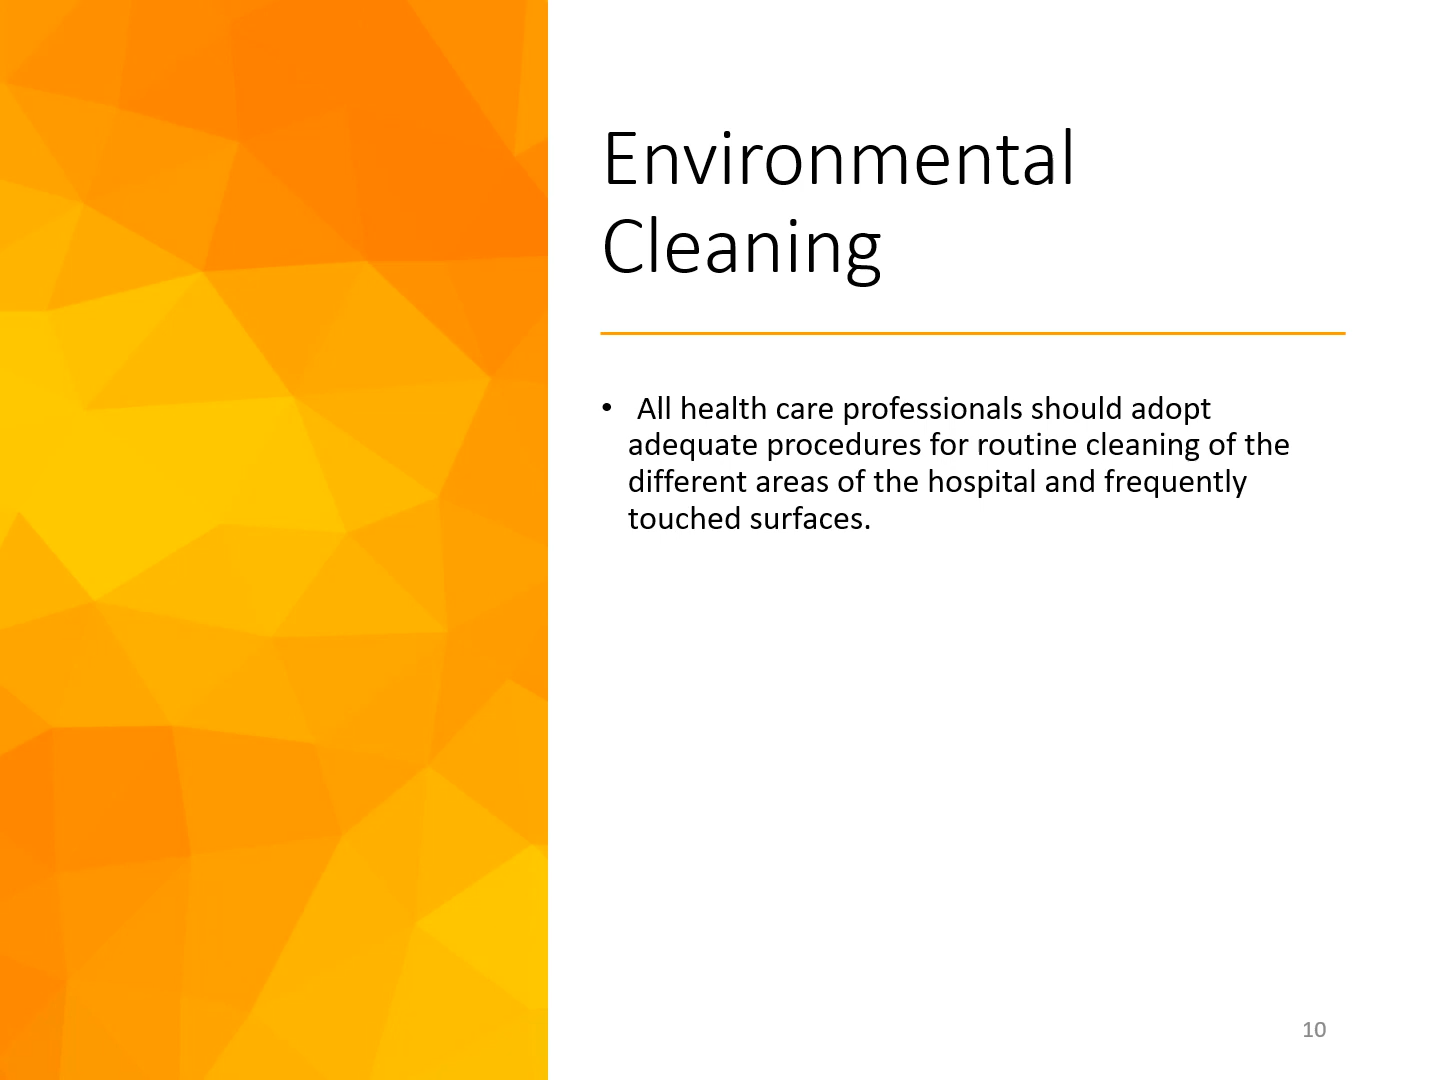 Environmental
Cleaning
• All health care professionals should adopt
adequate procedures for routine cleaning of the
different areas of the hospital and frequently
touched surfaces.
10